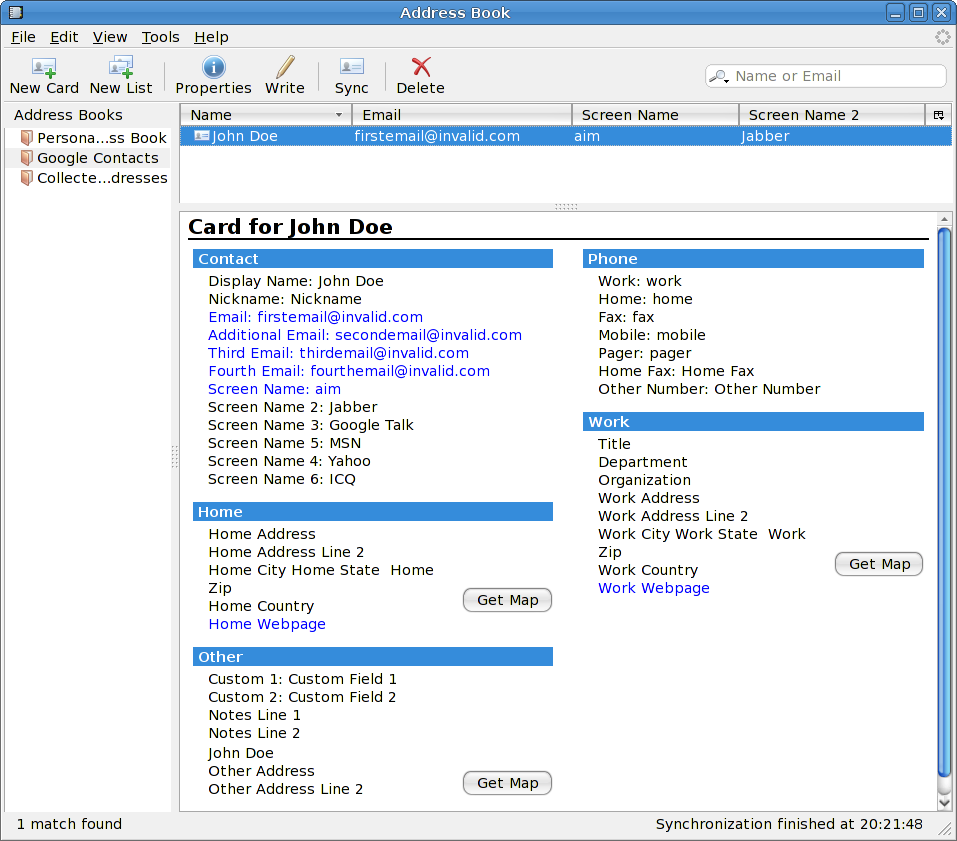 Address Book
File Edit View Tools Help
New Card New List Properties Write Sync Delete Name or Email
Address Books
Persona...ss Book
Google Contacts
Collecte...dresses
Name Email Screen Name Screen Name 2
John Doe firstemail@invalid.com aim Jabber
Card for John Doe
Contact
Display Name: John Doe
Nickname: Nickname
Email: firstemail@invalid.com
Additional Email: secondemail@invalid.com
Third Email: thirdemail@invalid.com
Fourth Email: fourthemail@invalid.com
Screen Name: aim
Screen Name 2: Jabber
Screen Name 3: Google Talk
Screen Name 5: MSN
Screen Name 4: Yahoo
Screen Name 6: ICQ
Home
Home Address
Home Address Line 2
Home City Home State  Home
Zip
Home Country
Home Webpage
Get Map
Other
Custom 1: Custom Field 1
Custom 2: Custom Field 2
Notes Line 1
Notes Line 2
John Doe
Other Address
Other Address Line 2
Get Map
Phone
Work: work
Home: home
Fax: fax
Mobile: mobile
Pager: pager
Home Fax: Home Fax
Other Number: Other Number
Work
Title
Department
Organization
Work Address
Work Address Line 2
Work City Work State  Work
Zip
Work Country
Work Webpage
Get Map
1 match found
Synchronization finished at 20:21:48